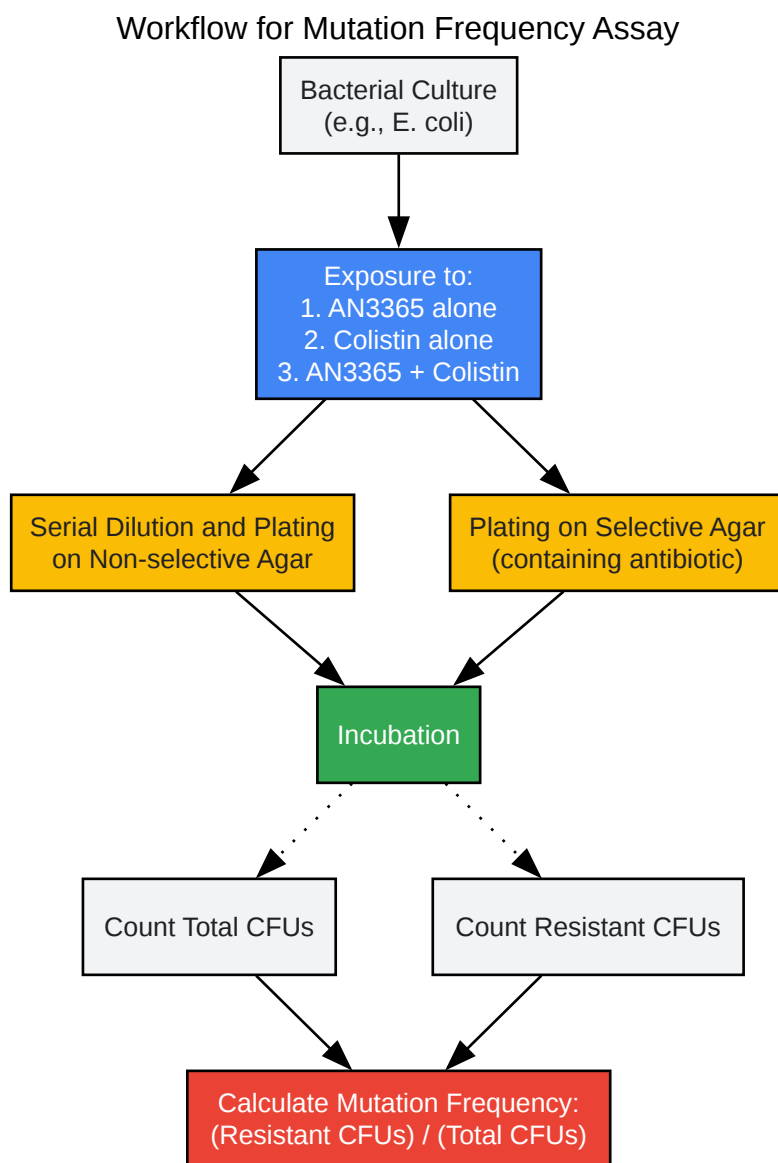 Workflow for Mutation Frequency Assay
Bacterial Culture
(e.g., E. coli)
Exposure to:
1. AN3365 alone
2. Colistin alone
3. AN3365 + Colistin
Serial Dilution and Plating
on Non-selective Agar
Plating on Selective Agar
(containing antibiotic)
Incubation
Count Total CFUs
Count Resistant CFUs
Calculate Mutation Frequency:
(Resistant CFUs) / (Total CFUs)